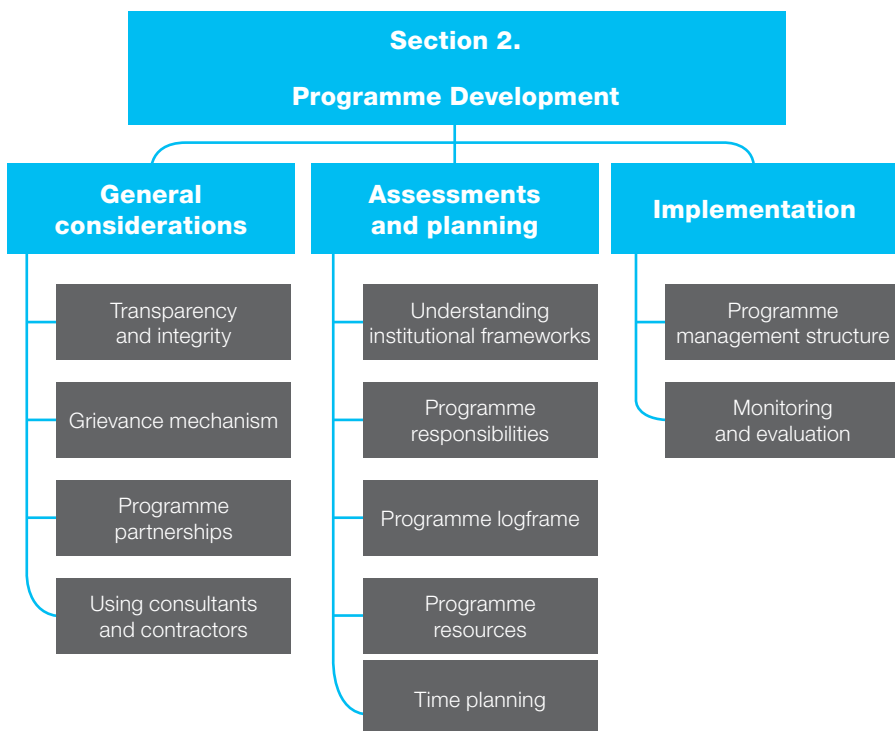 Section 2.
Programme Development
General
considerations
Transparency
and integrity
Grievance mechanism
Programme
partnerships
Using consultants
and contractors
Assessments
and planning
Understanding
institutional frameworks
Programme
responsibilities
Programme logframe
Programme
resources
Time planning
Implementation
Programme
management structure
Monitoring
and evaluation